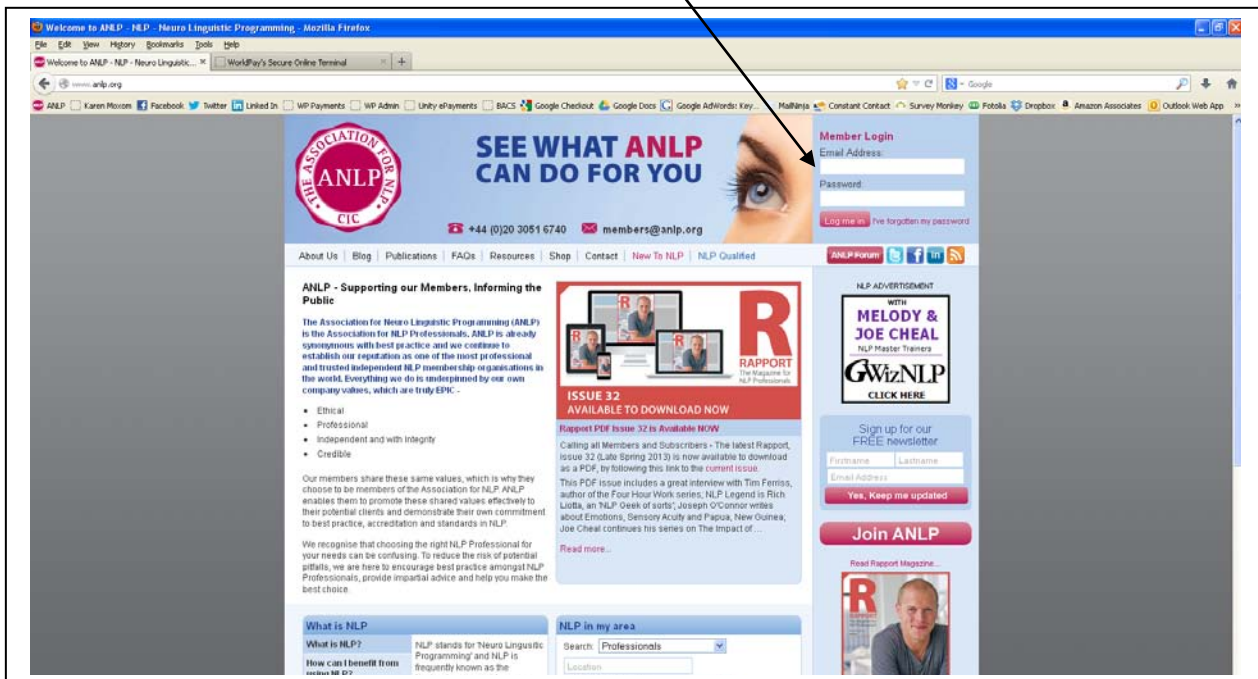 Welcome to ANLP - NLP - Neuro Linguistic Programming - Mozilla Firefox
File Edit View History Bookmarks Tools Help
Welcome to ANLP - NLP - Neuro Linguistic... × WorldPay's Secure Online Terminal × +
www.anlp.org
Google
ANLP Karen Moxom Facebook Twitter Linked In WP Payments WP Admin Unity ePayments BACS Google Checkout Google Docs Google AdWords: Key... MailNinja Constant Contact Survey Monkey Fotolia Dropbox Amazon Associates Outlook Web App »
THE ASSOCIATION FOR NLP
ANLP
CIC
SEE WHAT ANLP
CAN DO FOR YOU
+44 (0)20 3051 6740 members@anlp.org
Member Login
Email Address:
Password:
Log me in I've forgotten my password
About Us | Blog | Publications | FAQs | Resources | Shop | Contact | New To NLP | NLP Qualified
ANLP Forum
ANLP - Supporting our Members, Informing the
Public
The Association for Neuro Linguistic Programming (ANLP)
is the Association for NLP Professionals. ANLP is already
synonymous with best practice and we continue to
establish our reputation as one of the most professional
and trusted independent NLP membership organisations in
the world. Everything we do is underpinned by our own
company values, which are truly EPIC -
• Ethical
• Professional
• Independent and with Integrity
• Credible
Our members share these same values, which is why they
choose to be members of the Association for NLP. ANLP
enables them to promote these shared values effectively to
their potential clients and demonstrate their own commitment
to best practice, accreditation and standards in NLP.
We recognise that choosing the right NLP Professional for
your needs can be confusing. To reduce the risk of potential
pitfalls, we are here to encourage best practice amongst NLP
Professionals, provide impartial advice and help you make the
best choice.
R
RAPPORT
The Magazine for
NLP Professionals
ISSUE 32
AVAILABLE TO DOWNLOAD NOW
Rapport PDF Issue 32 is Available NOW
Calling all Members and Subscribers - The latest Rapport,
issue 32 (Late Spring 2013) is now available to download
as a PDF, by following this link to the current issue.
This PDF issue includes a great interview with Tim Ferriss,
author of the Four Hour Work series; NLP Legend is Rich
Liotta, an 'NLP Geek of sorts'; Joseph O'Connor writes
about Emotions, Sensory Acuity and Papua, New Guinea;
Joe Cheal continues his series on The Impact of ...
Read more...
NLP ADVERTISEMENT
WITH
MELODY &
JOE CHEAL
NLP Master Trainers
GWizNLP
CLICK HERE
Sign up for our
FREE newsletter
Firstname Lastname
Email Address
Yes, Keep me updated
Join ANLP
Read Rapport Magazine...
R
RAPPORT
What is NLP
What is NLP?
How can I benefit from
using NLP?
NLP stands for 'Neuro Linguistic
Programming' and NLP is
frequently known as the
NLP in my area
Search: Professionals
Location